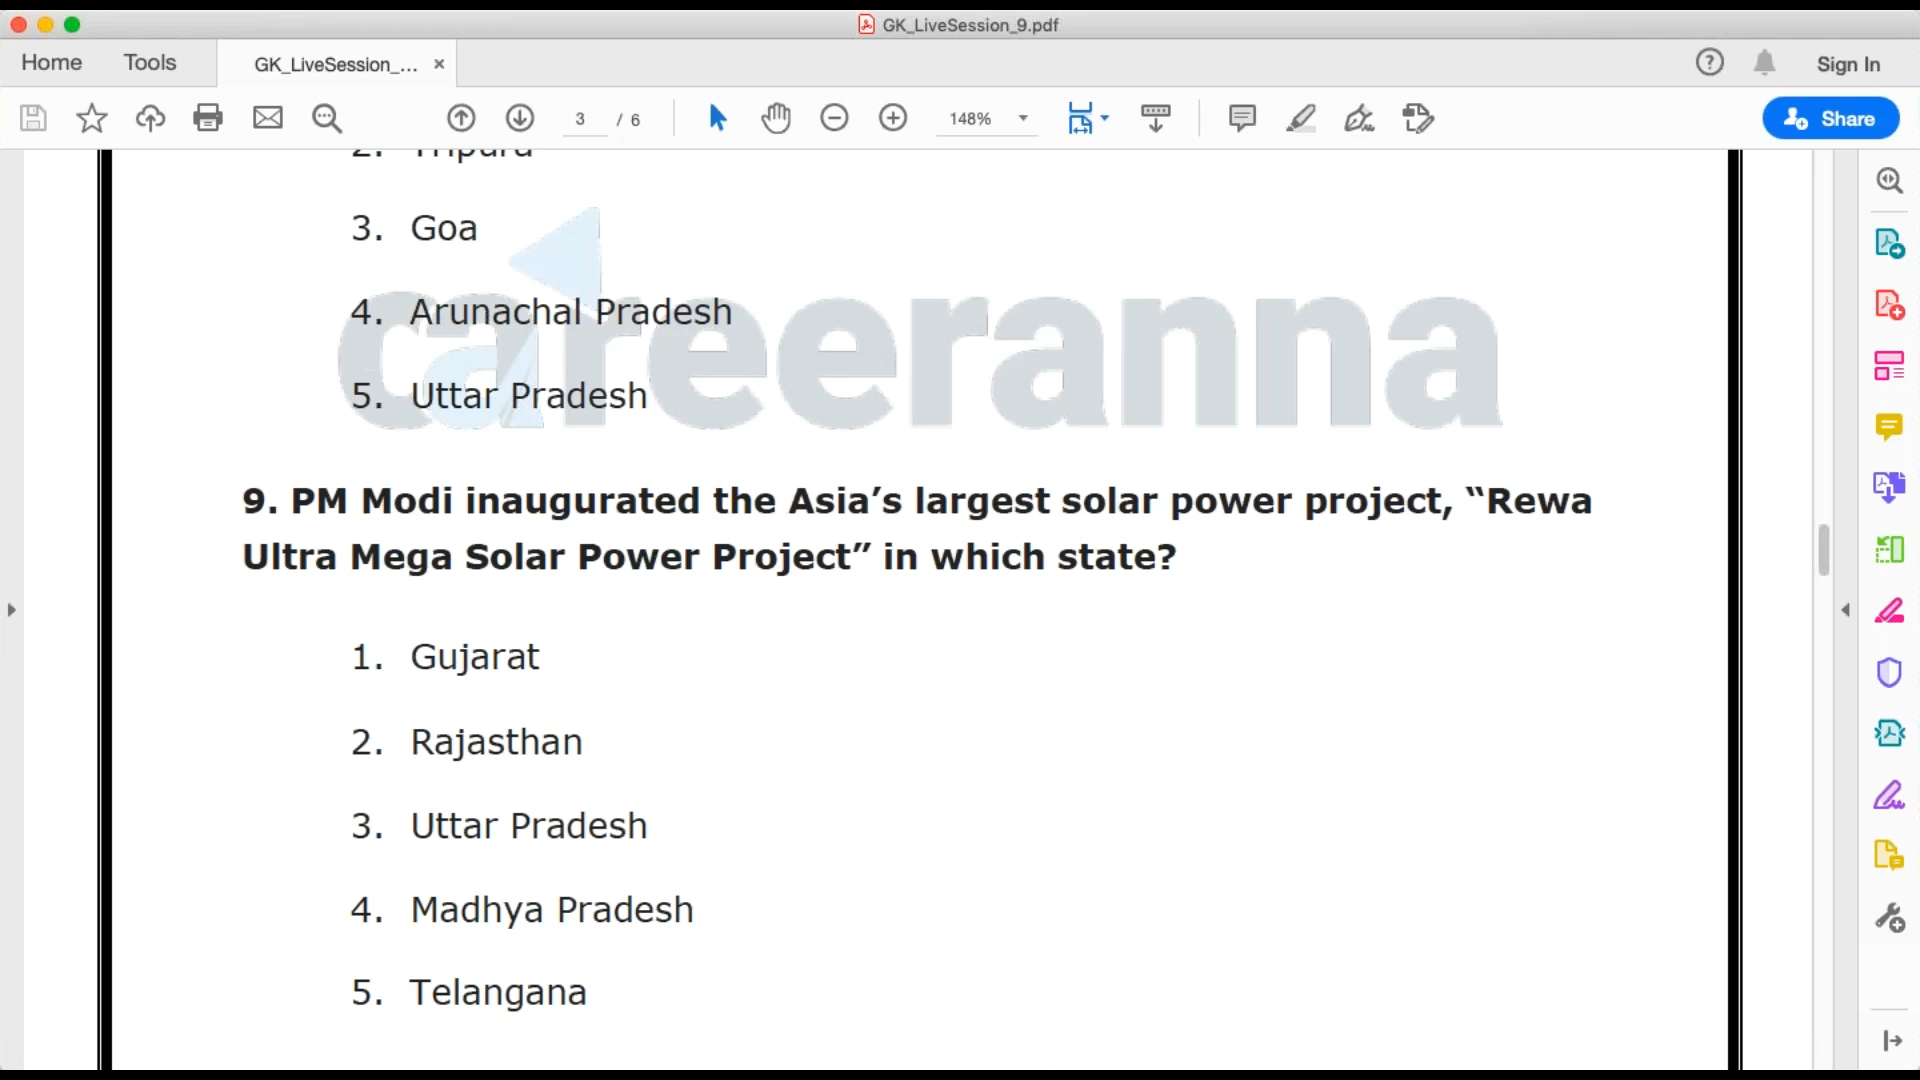 GK_LiveSession_9.pdf
Home Tools GK_LiveSession_... × Sign In
3 / 6 148% Share
2. Tripura
3. Goa
careeranna
4. Arunachal Pradesh
5. Uttar Pradesh
9. PM Modi inaugurated the Asia’s largest solar power project, “Rewa
Ultra Mega Solar Power Project” in which state?
1. Gujarat
2. Rajasthan
3. Uttar Pradesh
4. Madhya Pradesh
5. Telangana